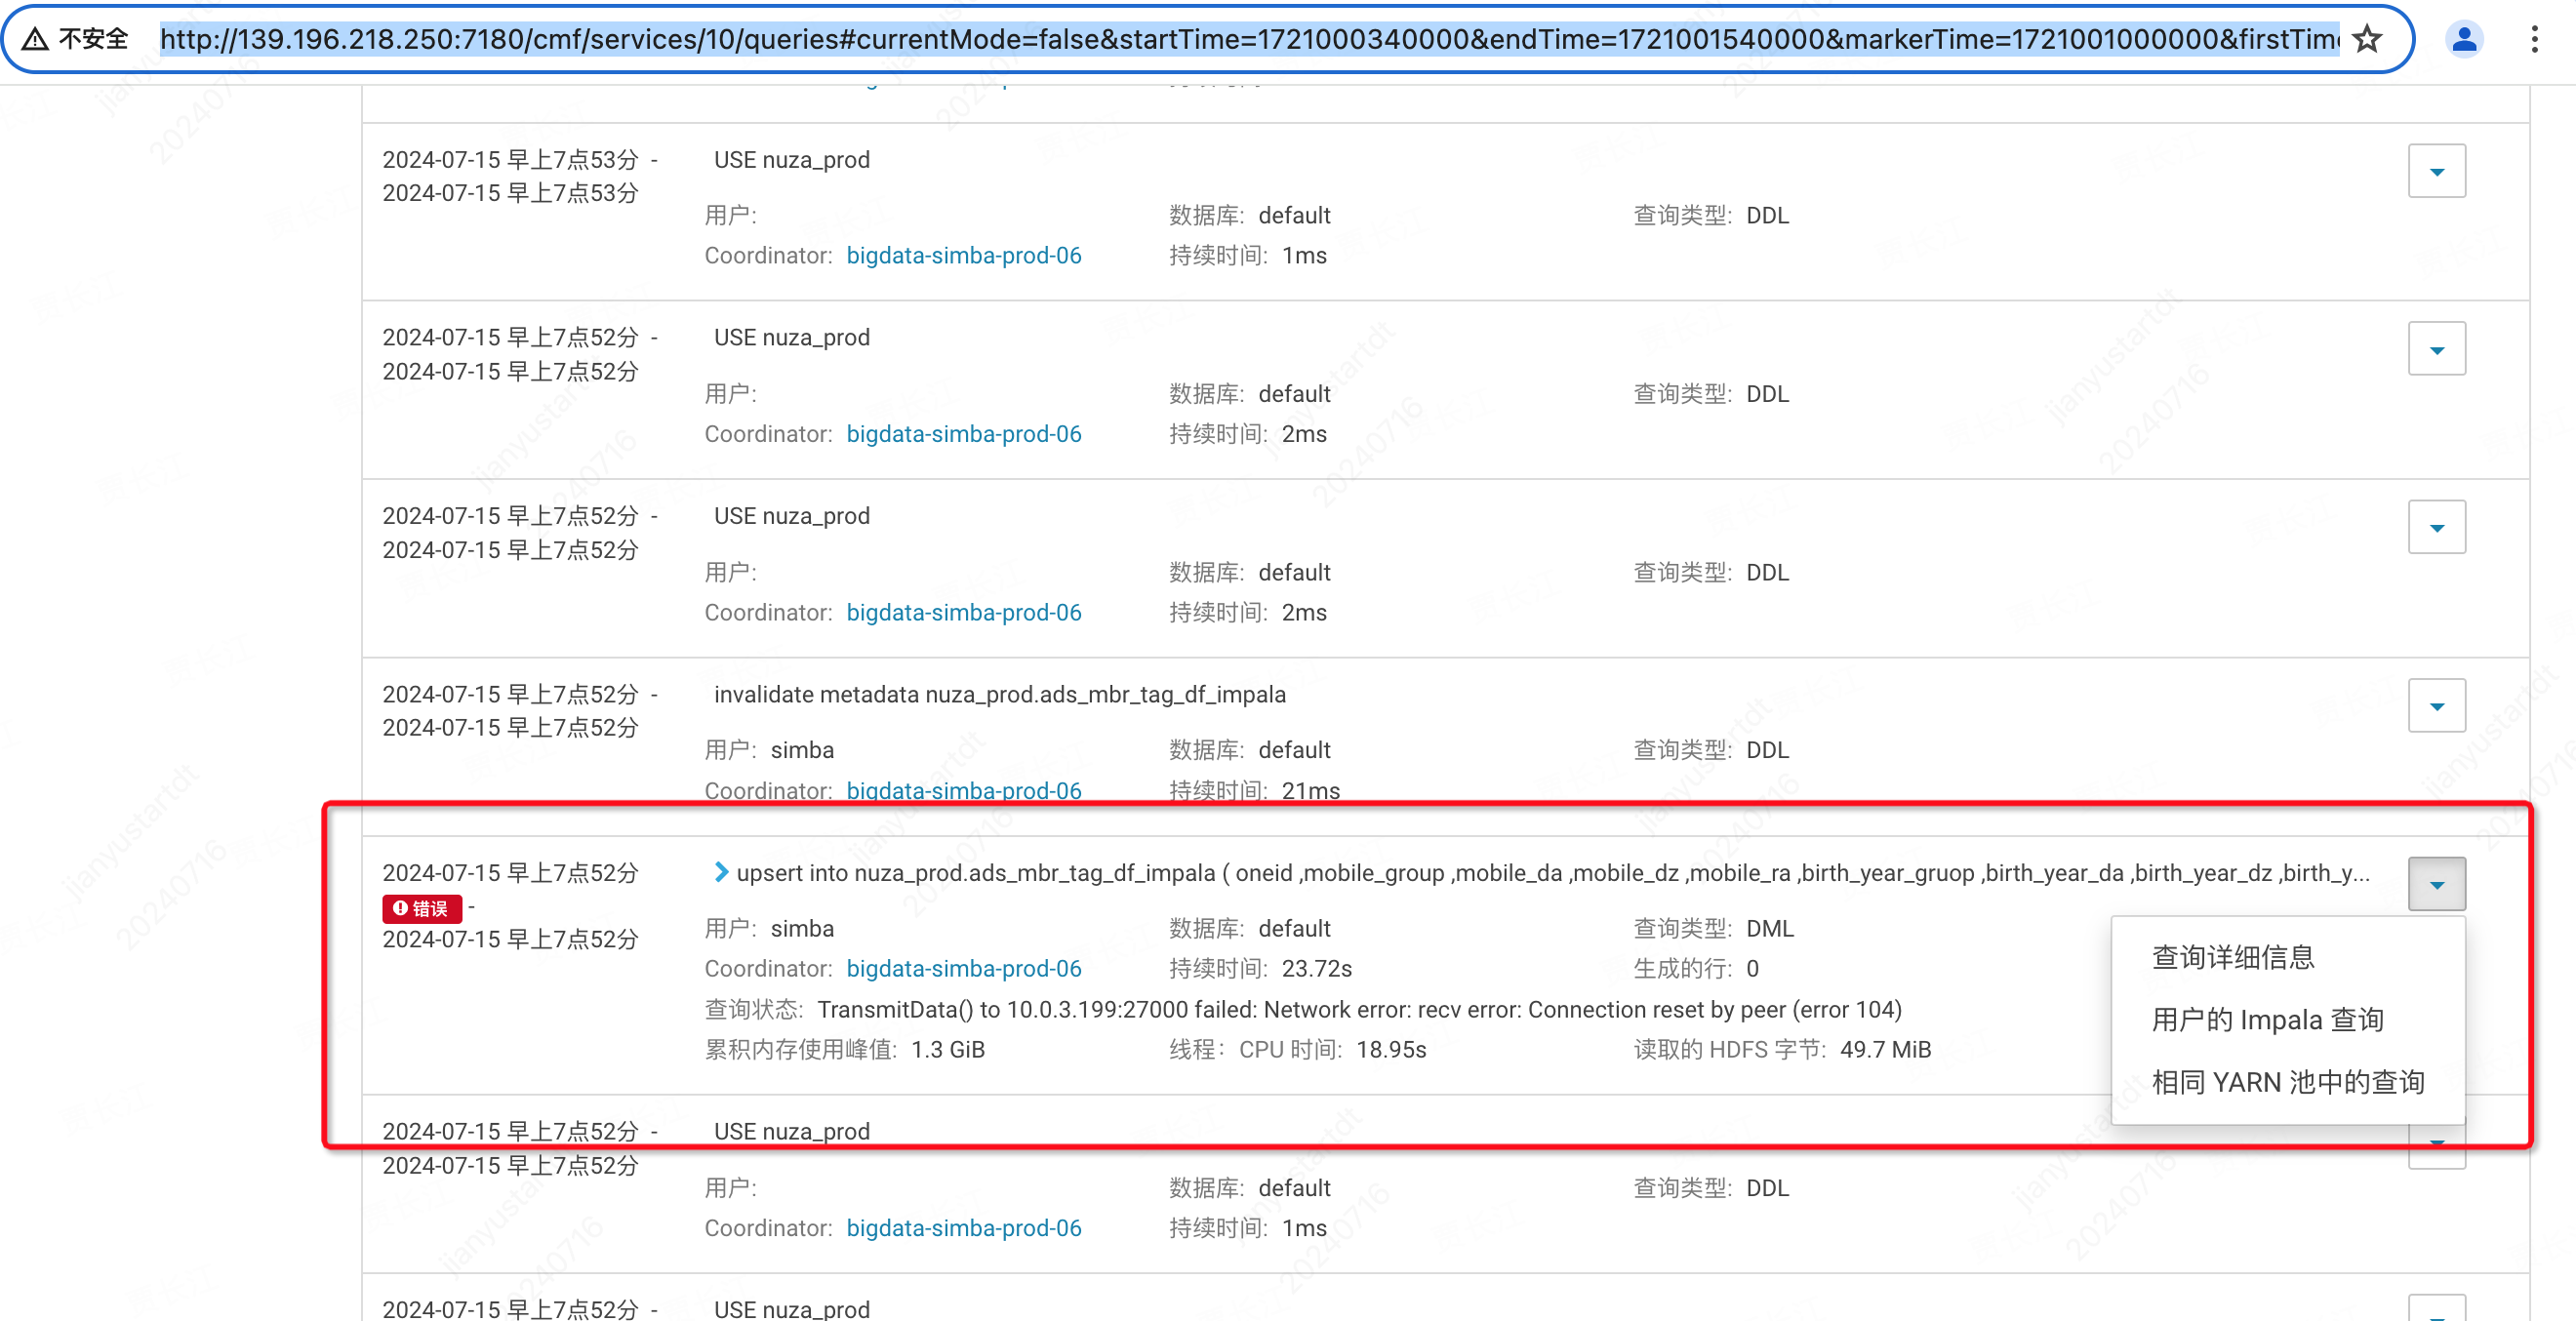 不安全 http://139.196.218.250:7180/cmf/services/10/queries#currentMode=false&startTime=1721000340000&endTime=1721001540000&markerTime=1721001000000&firstTime
2024-07-15 早上7点53分 - USE nuza_prod
2024-07-15 早上7点53分
用户: 数据库: default 查询类型: DDL
Coordinator: bigdata-simba-prod-06 持续时间: 1ms
2024-07-15 早上7点52分 - USE nuza_prod
2024-07-15 早上7点52分
用户: 数据库: default 查询类型: DDL
Coordinator: bigdata-simba-prod-06 持续时间: 2ms
2024-07-15 早上7点52分 - USE nuza_prod
2024-07-15 早上7点52分
用户: 数据库: default 查询类型: DDL
Coordinator: bigdata-simba-prod-06 持续时间: 2ms
2024-07-15 早上7点52分 - invalidate metadata nuza_prod.ads_mbr_tag_df_impala
2024-07-15 早上7点52分
用户: simba 数据库: default 查询类型: DDL
Coordinator: bigdata-simba-prod-06 持续时间: 21ms
2024-07-15 早上7点52分 upsert into nuza_prod.ads_mbr_tag_df_impala ( oneid ,mobile_group ,mobile_da ,mobile_dz ,mobile_ra ,birth_year_gruop ,birth_year_da ,birth_year_dz ,birth_y...
错误 -
2024-07-15 早上7点52分
用户: simba 数据库: default 查询类型: DML
Coordinator: bigdata-simba-prod-06 持续时间: 23.72s 生成的行: 0
查询状态: TransmitData() to 10.0.3.199:27000 failed: Network error: recv error: Connection reset by peer (error 104)
累积内存使用峰值: 1.3 GiB 线程: CPU 时间: 18.95s 读取的 HDFS 字节: 49.7 MiB
查询详细信息
用户的 Impala 查询
相同 YARN 池中的查询
2024-07-15 早上7点52分 - USE nuza_prod
2024-07-15 早上7点52分
用户: 数据库: default 查询类型: DDL
Coordinator: bigdata-simba-prod-06 持续时间: 1ms
2024-07-15 早上7点52分 - USE nuza_prod
jianyustartdt
20240716